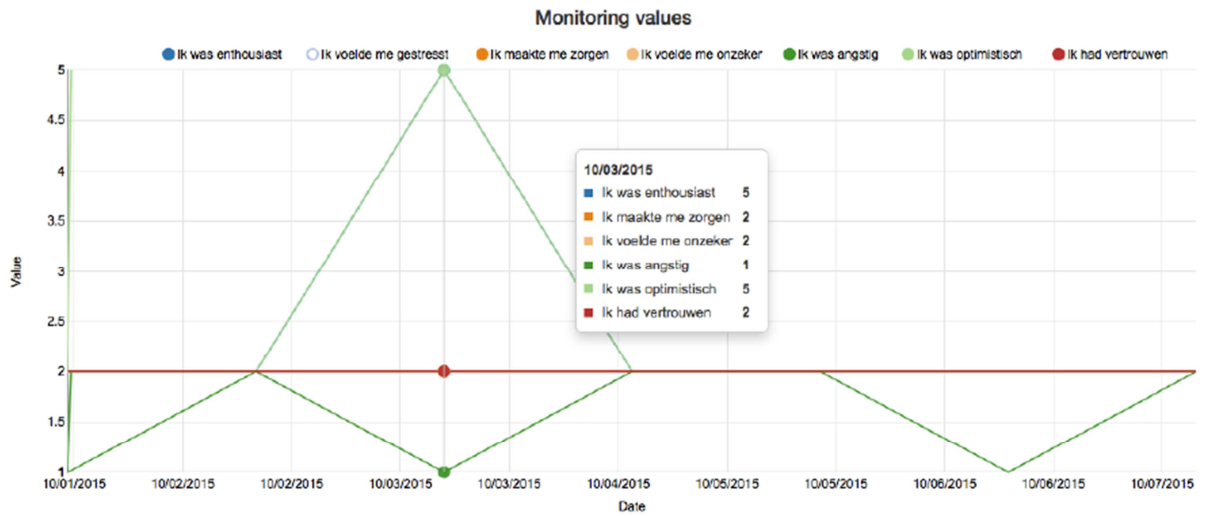 Monitoring values
Ik was enthousiast Ik voelde me gestresst Ik maakte me zorgen Ik voelde me onzeker Ik was angstig Ik was optimistisch Ik had vertrouwen
5
4.5
4
3.5
3
2.5
2
1.5
1
Value
10/03/2015
Ik was enthousiast 5
Ik maakte me zorgen 2
Ik voelde me onzeker 2
Ik was angstig 1
Ik was optimistisch 5
Ik had vertrouwen 2
10/01/2015 10/02/2015 10/02/2015 10/03/2015 10/03/2015 10/04/2015 10/05/2015 10/05/2015 10/06/2015 10/06/2015 10/07/2015
Date